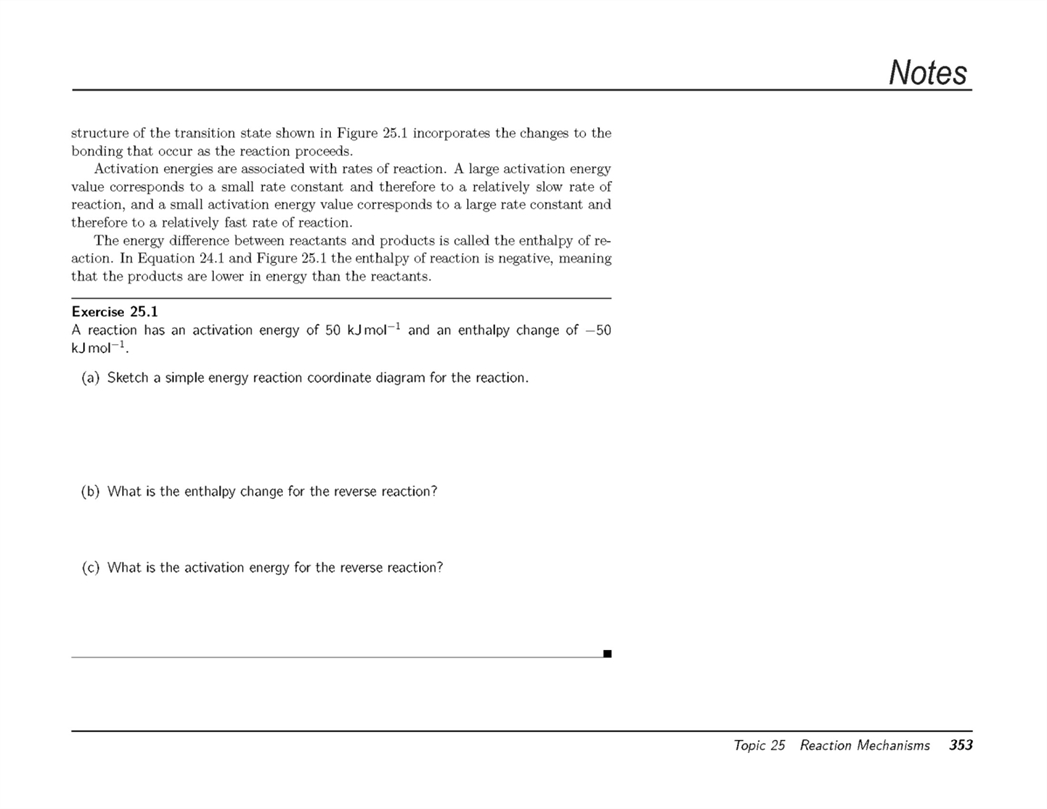 Notes
structure of the transition state shown in Figure 25.1 incorporates the changes to the
bonding that occur as the reaction proceeds.
Activation energies are associated with rates of reaction. A large activation energy
value corresponds to a small rate constant and therefore to a relatively slow rate of
reaction, and a small activation energy value corresponds to a large rate constant and
therefore to a relatively fast rate of reaction.
The energy difference between reactants and products is called the enthalpy of re-
action. In Equation 24.1 and Figure 25.1 the enthalpy of reaction is negative, meaning
that the products are lower in energy than the reactants.
Exercise 25.1
A reaction has an activation energy of 50 kJ mol⁻¹ and an enthalpy change of −50
kJ mol⁻¹.
(a) Sketch a simple energy reaction coordinate diagram for the reaction.
(b) What is the enthalpy change for the reverse reaction?
(c) What is the activation energy for the reverse reaction?
Topic 25 Reaction Mechanisms 353